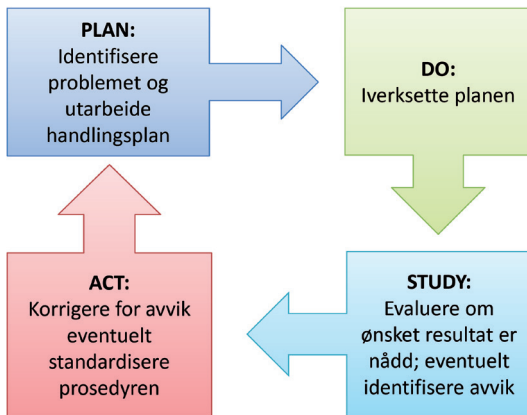 PLAN:
Identifisere
problemet og
utarbeide
handlingsplan
DO:
Iverksette planen
STUDY:
Evaluere om
ønsket resultat er
nådd; eventuelt
identifisere avvik
ACT:
Korrigere for avvik
eventuelt
standardisere
prosedyren